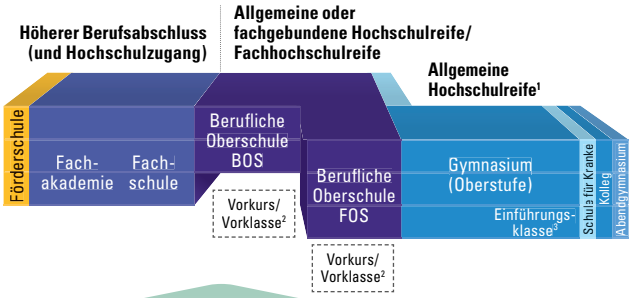 Höherer Berufsabschluss
(und Hochschulzugang)
Allgemeine oder
fachgebundene Hochschulreife/
Fachhochschulreife
Allgemeine
Hochschulreife¹
Förderschule
Fach-
akademie
Fach-
schule
Berufliche
Oberschule
BOS
Vorkurs/
Vorklasse²
Berufliche
Oberschule
FOS
Vorkurs/
Vorklasse²
Gymnasium
(Oberstufe)
Einführungs-
klasse³
Schule für Kranke
Kolleg
Abendgymnasium